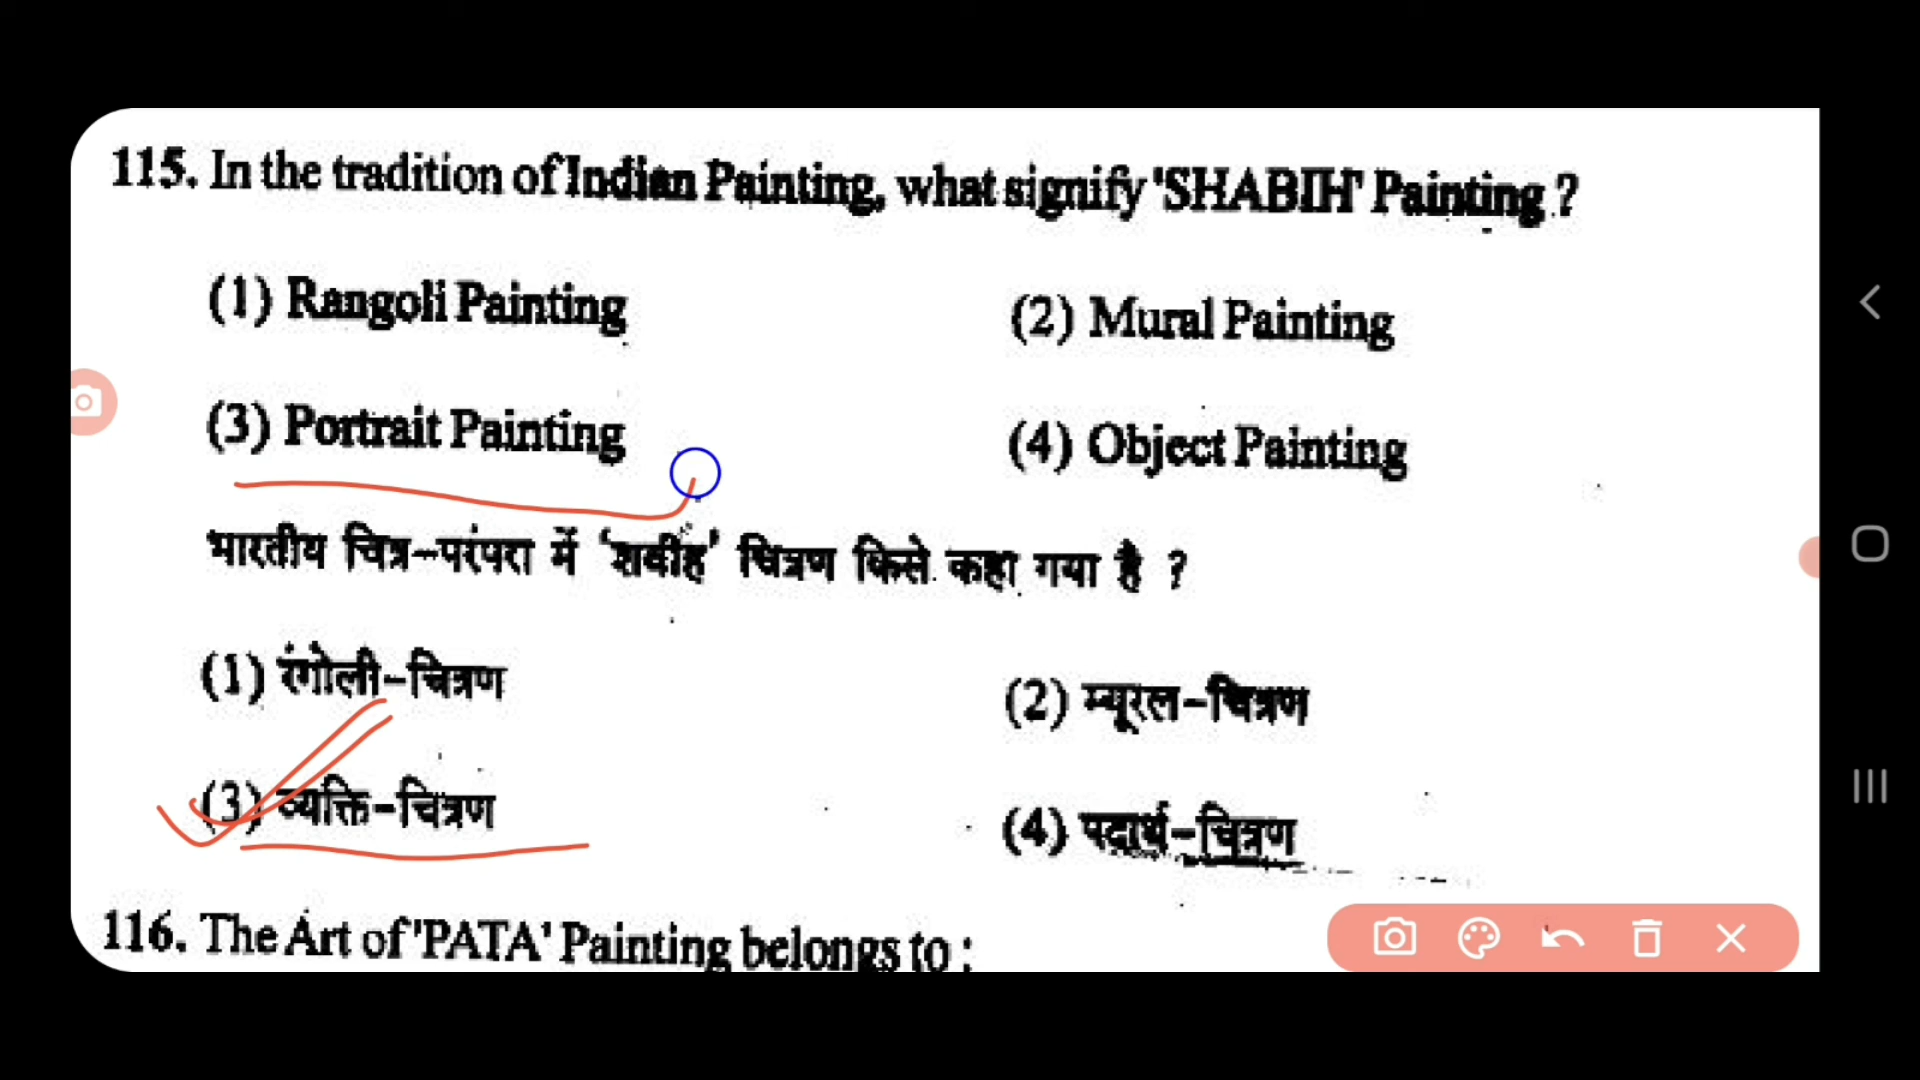 115. In the tradition of Indian Painting, what signify 'SHABIH' Painting ?
(1) Rangoli Painting
(2) Mural Painting
(3) Portrait Painting
(4) Object Painting
भारतीय चित्र-परंपरा में 'शबीह' चित्रण किसे कहा गया है ?
(1) रंगोली-चित्रण
(2) म्यूरल-चित्रण
(3) व्यक्ति-चित्रण
(4) पदार्थ-चित्रण
116. The Art of 'PATA' Painting belongs to :